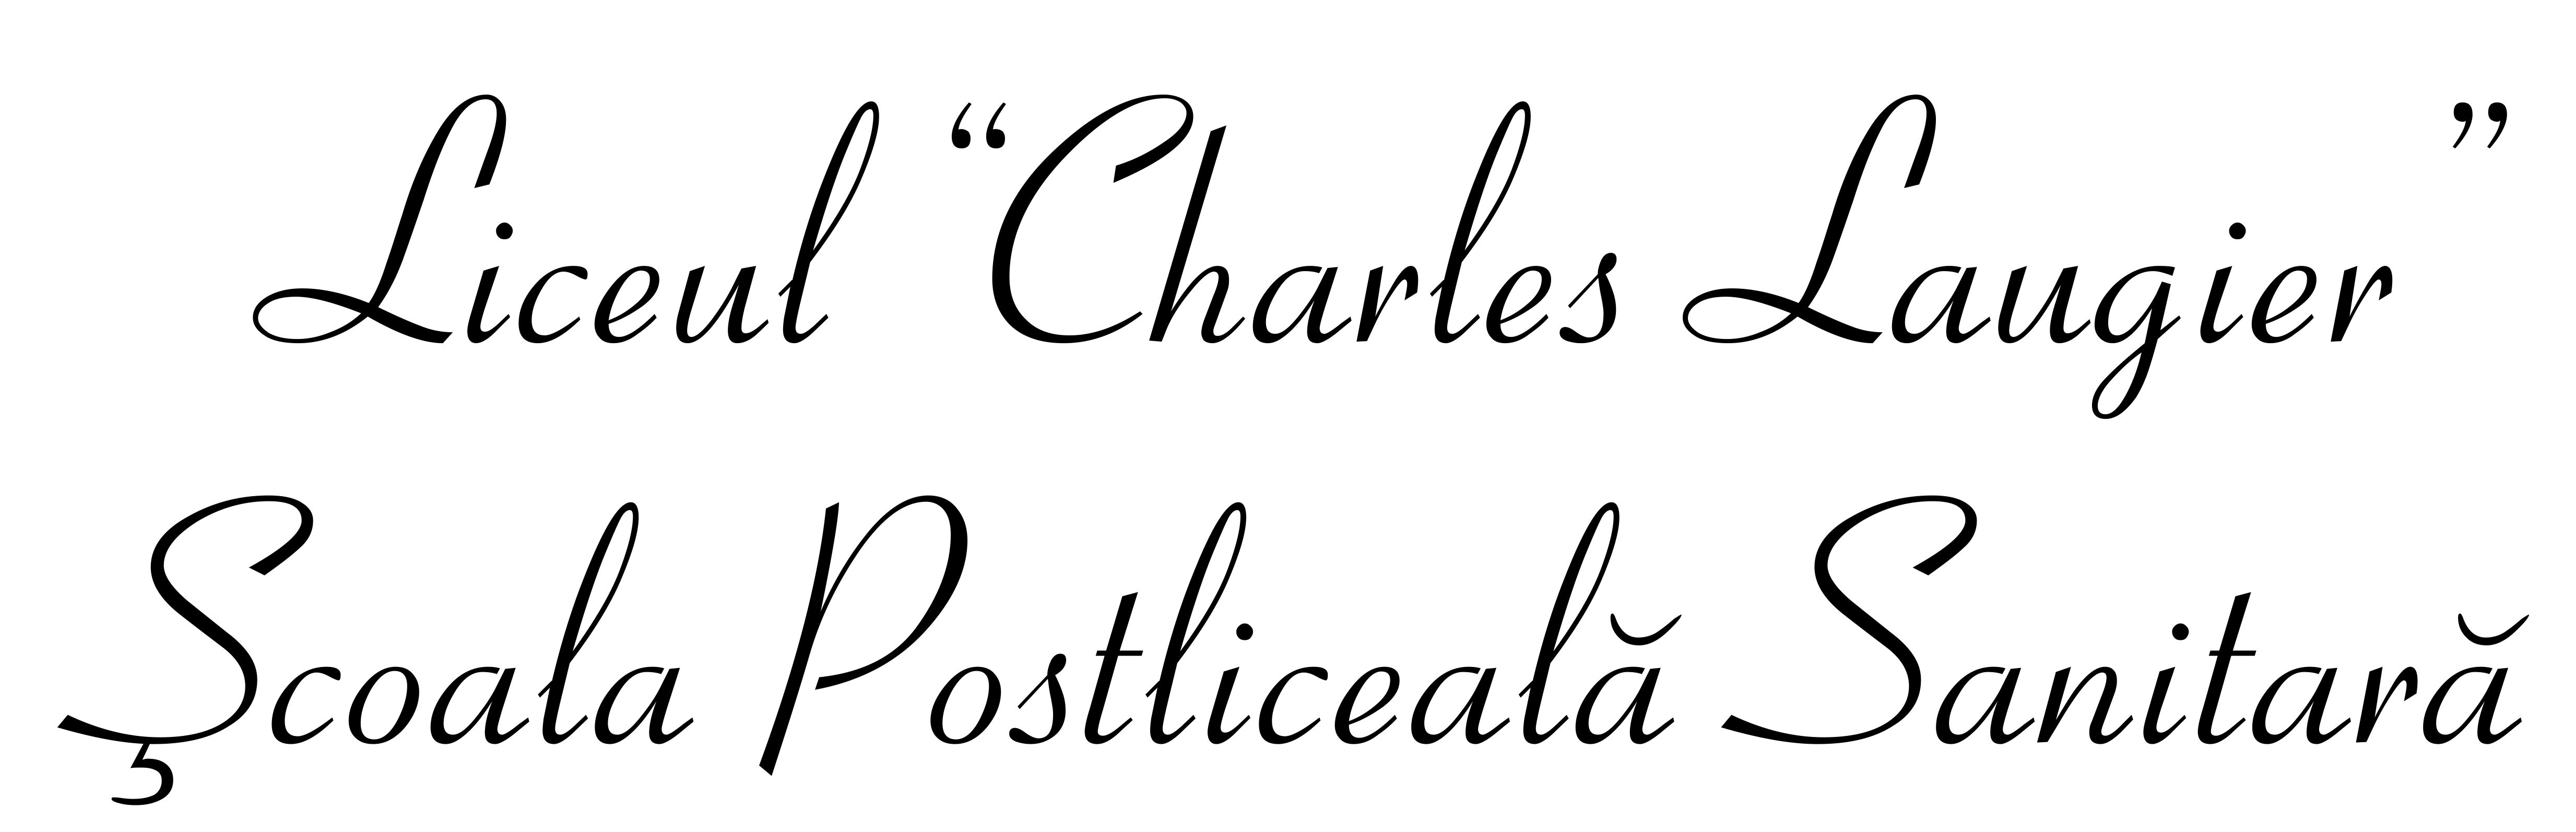 Liceul “Charles Laugier ”
Şcoala Postliceală Sanitară